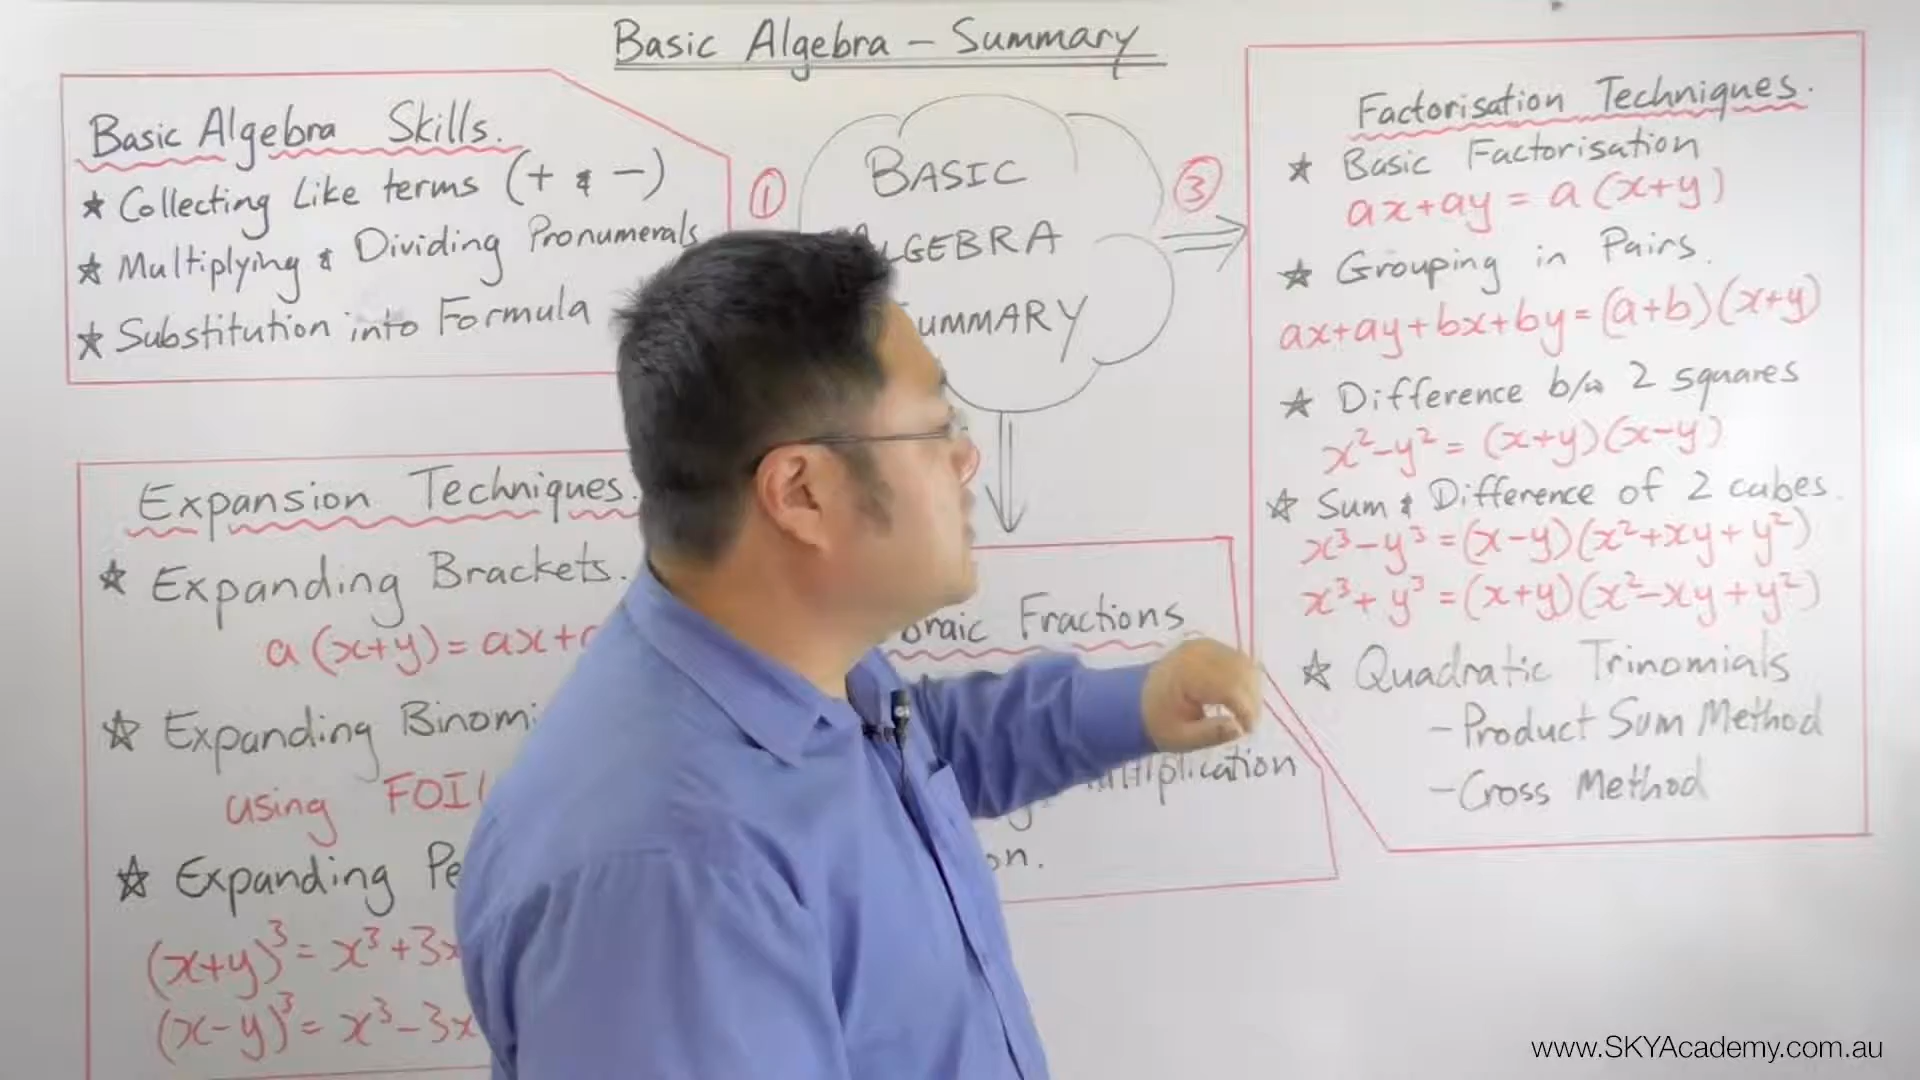 Basic Algebra - Summary
Basic Algebra Skills.
★ Collecting Like terms (+ & -)
★ Multiplying & Dividing Pronumerals
★ Substitution into Formula
①
BASIC
ALGEBRA
SUMMARY
③
Expansion Techniques.
★ Expanding Brackets.
a(x+y) = ax+
★ Expanding
using FOIL
★ Expanding
(x+y)³ = x³+3x
(x-y)³ = x³-3x
Fractions
on.
Factorisation Techniques.
★ Basic Factorisation
ax+ay = a(x+y)
★ Grouping in Pairs.
ax+ay+bx+by = (a+b)(x+y)
★ Difference b/w 2 squares
x²-y² = (x+y)(x-y)
★ Sum & Difference of 2 cubes.
x³-y³ = (x-y)(x²+xy+y²)
x³+y³ = (x+y)(x²-xy+y²)
★ Quadratic Trinomials
- Product Sum Method
- Cross Method
www.SKYAcademy.com.au